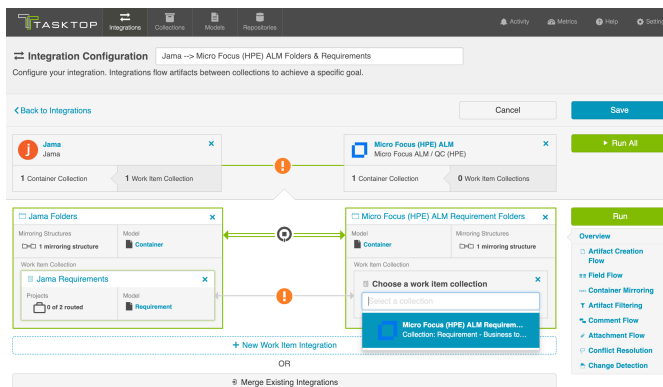 TASKTOP
Integrations
Collections
Models
Repositories
Activity
Metrics
Help
Setting
Integration Configuration
Jama --> Micro Focus (HPE) ALM Folders & Requirements
Configure your integration. Integrations flow artifacts between collections to achieve a specific goal.
Back to Integrations
Cancel
Save
Jama
Jama
Micro Focus (HPE) ALM
Micro Focus ALM / QC (HPE)
Run All
1 Container Collection
1 Work Item Collection
1 Container Collection
0 Work Item Collections
Jama Folders
Micro Focus (HPE) ALM Requirement Folders
Run
Mirroring Structures
Model
1 mirroring structure
Container
Model
Mirroring Structures
Container
1 mirroring structure
Work Item Collection
Work Item Collection
Jama Requirements
Choose a work item collection
Projects
Model
0 of 2 routed
Requirement
Select a collection
Micro Focus (HPE) ALM Requirem...
Collection: Requirement - Business to...
Overview
Artifact Creation
Flow
Field Flow
Container Mirroring
Artifact Filtering
Comment Flow
Attachment Flow
Conflict Resolution
Change Detection
+ New Work Item Integration
OR
Merge Existing Integrations